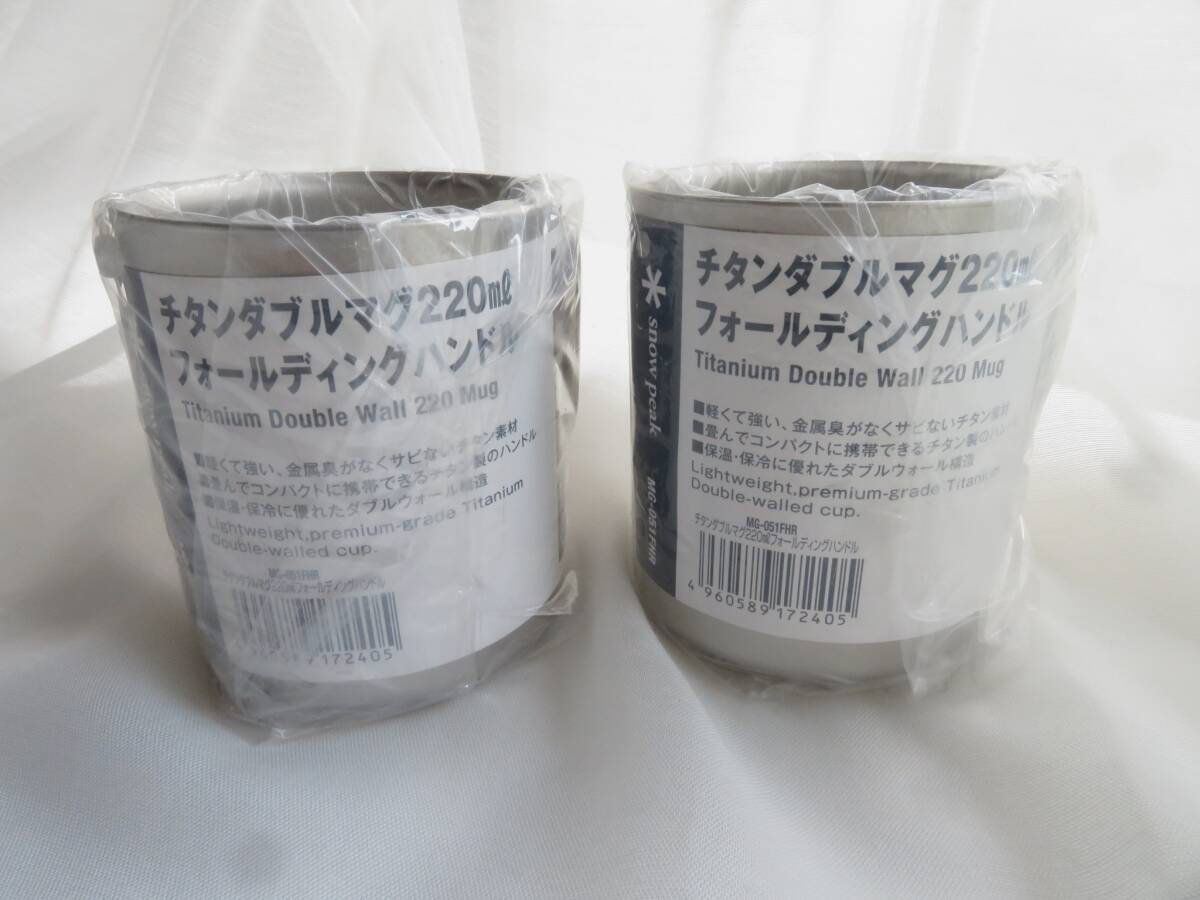 チタンダブルマグ220㎖
フォールディングハンドル
Titanium Double Wall 220 Mug
■軽くて強い、金属臭がなくサビないチタン素材
■畳んでコンパクトに携帯できるチタン製のハンドル
■保温・保冷に優れたダブルウォール構造
Lightweight,premium-grade Titanium
Double-walled cup.
MG-051FHR
チタンダブルマグ220㎖フォールディングハンドル
60589 172405
snow peak
MG-051FHR
チタンダブルマグ220㎖
フォールディングハンドル
Titanium Double Wall 220 Mug
■軽くて強い、金属臭がなくサビないチタン素材
■畳んでコンパクトに携帯できるチタン製のハンドル
■保温・保冷に優れたダブルウォール構造
Lightweight,premium-grade Titanium
Double-walled cup.
MG-051FHR
チタンダブルマグ220㎖フォールディングハンドル
4 960589 172405